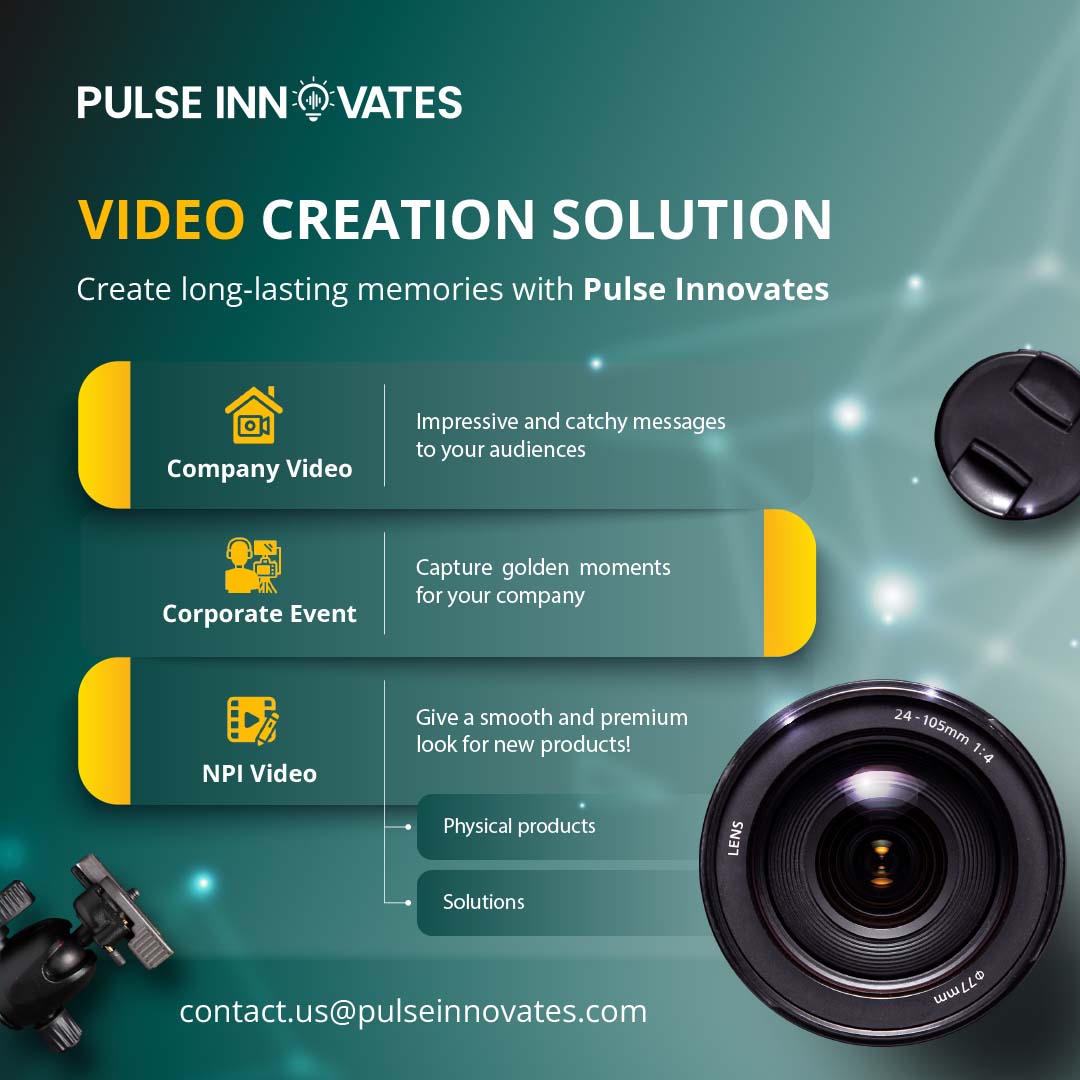 PULSE INNOVATES
VIDEO CREATION SOLUTION
Create long-lasting memories with Pulse Innovates
Company Video
Impressive and catchy messages
to your audiences
Corporate Event
Capture golden moments
for your company
NPI Video
Give a smooth and premium
look for new products!
Physical products
Solutions
24-105mm 1:4
LENS
Φ77mm
contact.us@pulseinnovates.com